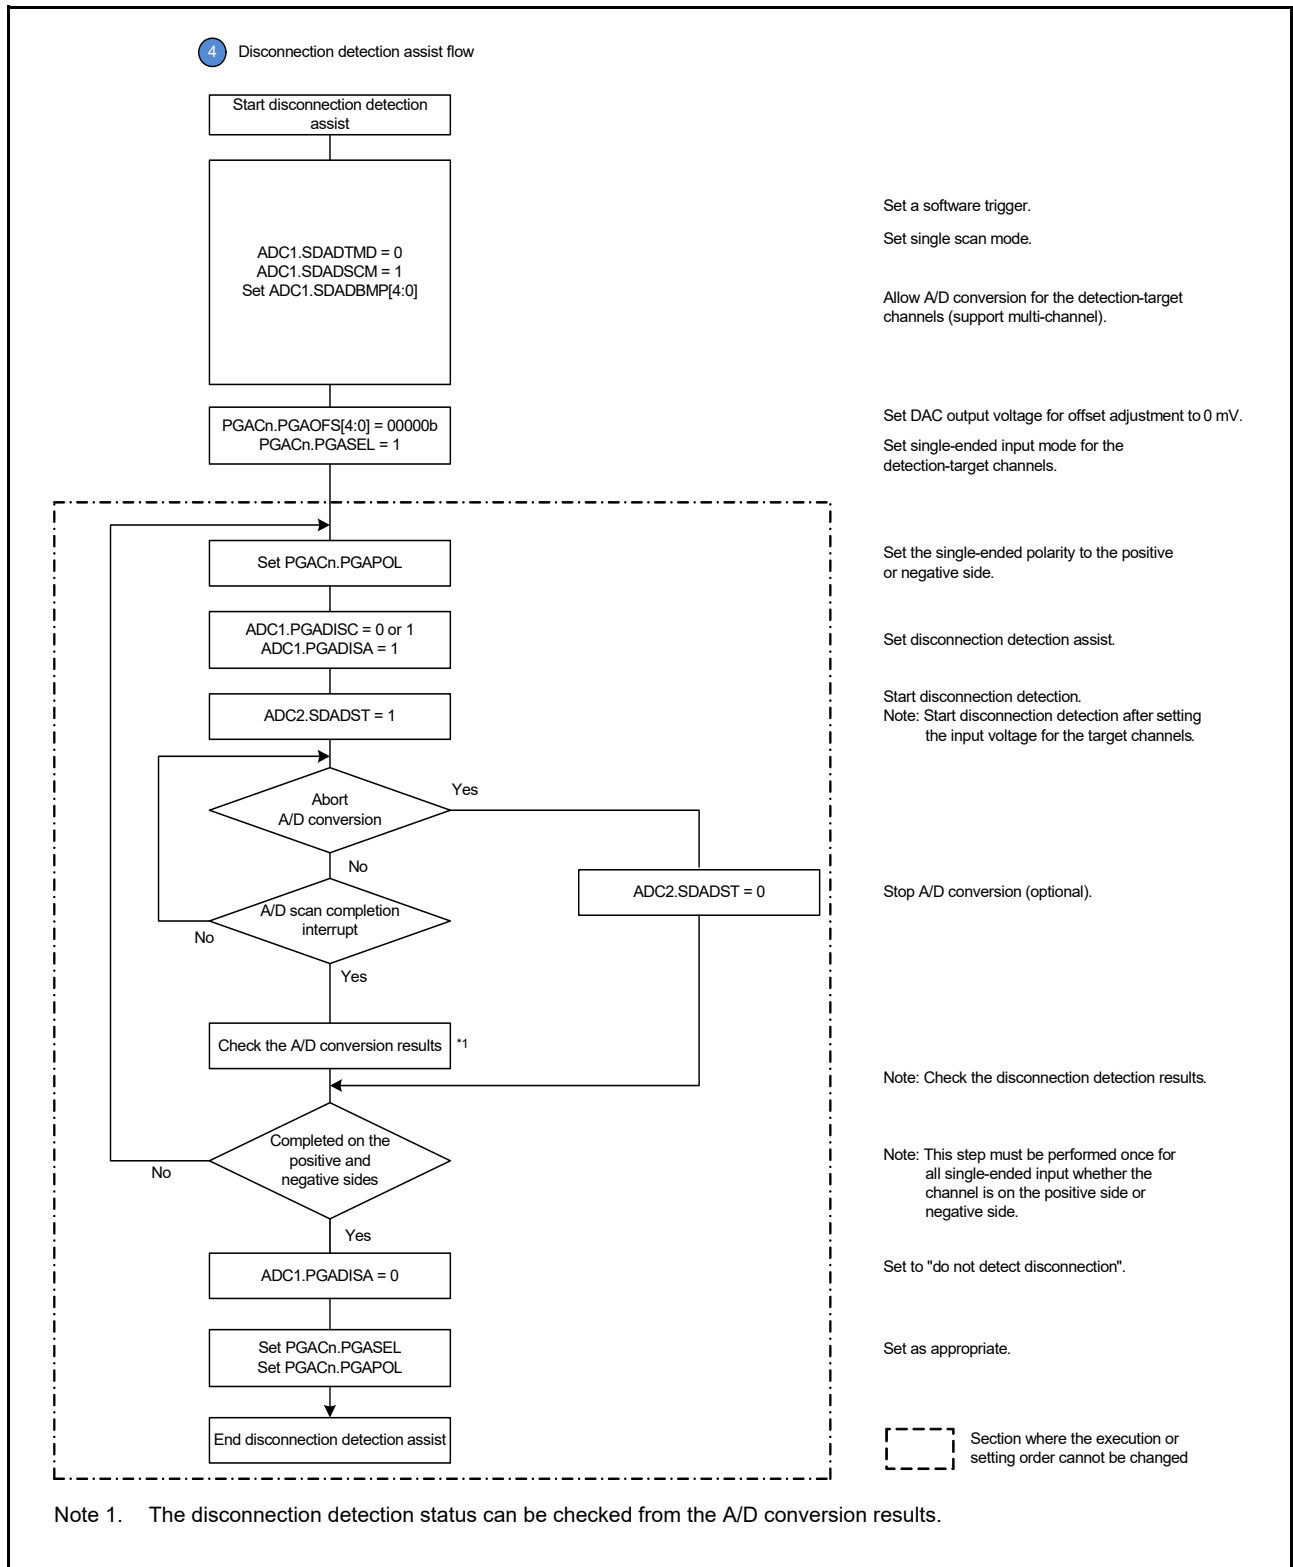 4 Disconnection detection assist flow
Start disconnection detection
assist
Set a software trigger.
Set single scan mode.
ADC1.SDADTMD = 0
ADC1.SDADSCM = 1
Set ADC1.SDADBMP[4:0]
Allow A/D conversion for the detection-target
channels (support multi-channel).
PGACn.PGAOFS[4:0] = 00000b
PGACn.PGASEL = 1
Set DAC output voltage for offset adjustment to 0 mV.
Set single-ended input mode for the
detection-target channels.
Set PGACn.PGAPOL
Set the single-ended polarity to the positive
or negative side.
ADC1.PGADISC = 0 or 1
ADC1.PGADISA = 1
Set disconnection detection assist.
ADC2.SDADST = 1
Start disconnection detection.
Note: Start disconnection detection after setting
the input voltage for the target channels.
Abort
A/D conversion
Yes
No
ADC2.SDADST = 0
Stop A/D conversion (optional).
A/D scan completion
interrupt
No
Yes
Check the A/D conversion results *1
Note: Check the disconnection detection results.
Completed on the
positive and
negative sides
No
Note: This step must be performed once for
all single-ended input whether the
channel is on the positive side or
negative side.
Yes
ADC1.PGADISA = 0
Set to "do not detect disconnection".
Set PGACn.PGASEL
Set PGACn.PGAPOL
Set as appropriate.
End disconnection detection assist
Section where the execution or
setting order cannot be changed
Note 1. The disconnection detection status can be checked from the A/D conversion results.